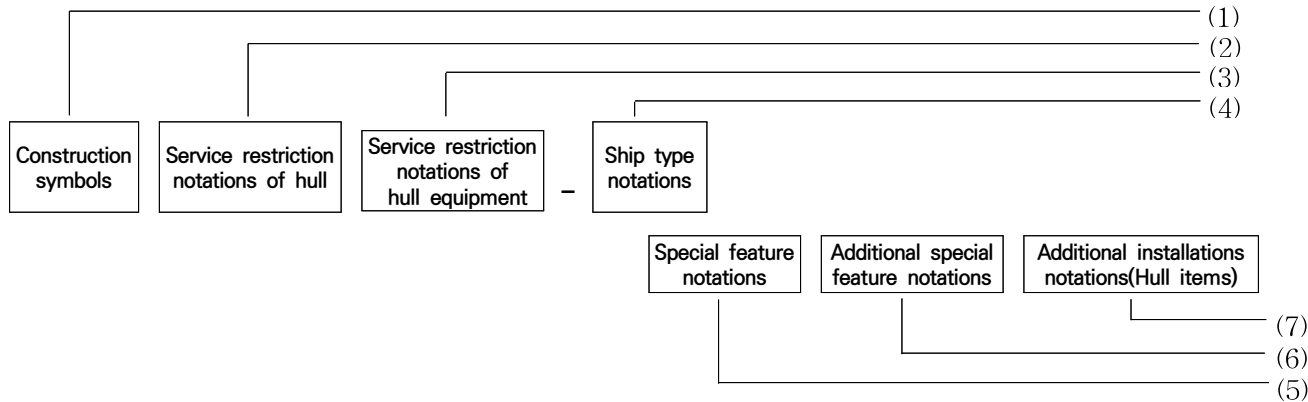 (1)
(2)
(3)
(4)
Construction
symbols
Service restriction
notations of hull
Service restriction
notations of
hull equipment
–
Ship type
notations
Special feature
notations
Additional special
feature notations
Additional installations
notations(Hull items)
(7)
(6)
(5)